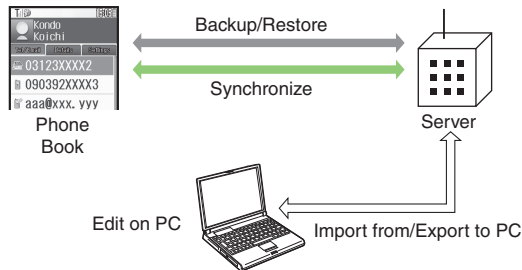 Kondo
Koichi
Details
03123XXXX2
090392XXXX3
aaa@xxx.yyy
Phone
Book
Backup/Restore
Synchronize
Server
Edit on PC
Import from/Export to PC